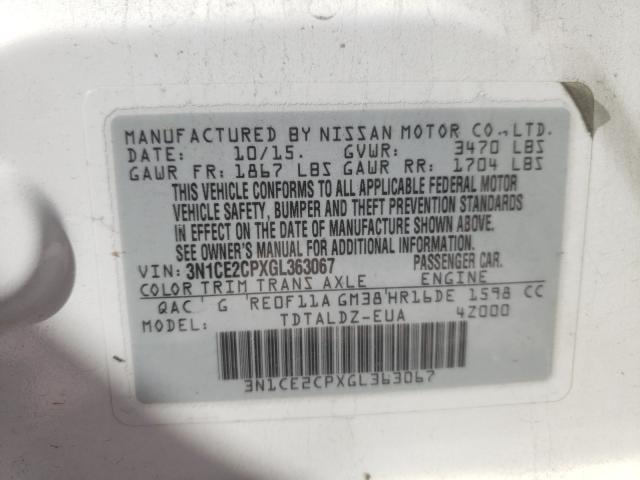 MANUFACTURED BY NISSAN MOTOR CO.,LTD.
DATE: 10/15. GVWR: 3470 LBS
GAWR FR: 1867 LBS GAWR RR: 1704 LBS
THIS VEHICLE CONFORMS TO ALL APPLICABLE FEDERAL MOTOR
VEHICLE SAFETY, BUMPER AND THEFT PREVENTION STANDARDS
IN EFFECT ON THE DATE OF MANUFACTURE SHOWN ABOVE.
SEE OWNER'S MANUAL FOR ADDITIONAL INFORMATION.
VIN: 3N1CE2CPXGL363067 PASSENGER CAR.
COLOR TRIM TRANS AXLE ENGINE
QAC G RE0F11A GM38 HR16DE 1598 CC
MODEL: TDTALDZ-EUA 4Z000
3N1CE2CPXGL363067